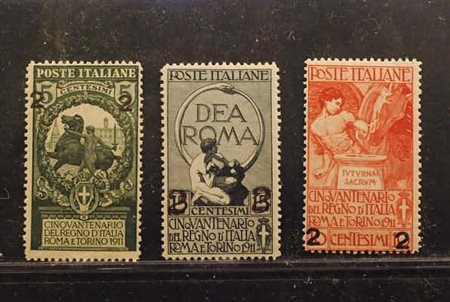 POSTE ITALIANE
5 CENTESIMI 5
2 2
CINQVANTENARIO
DEL REGNO D'ITALIA
ROMA E TORINO 1911
POSTE ITALIANE
DEA
ROMA
15 15
CENTESIMI
CINQVANTENARIO
DEL REGNO D'ITALIA
ROMA E TORINO 1911
POSTE ITALIANE
IVTVRNAI
SACRVM
CINQVANTENARIO
DEL REGNO D'ITALIA
ROMA E TORINO 1911
2 CENTESIMI 2